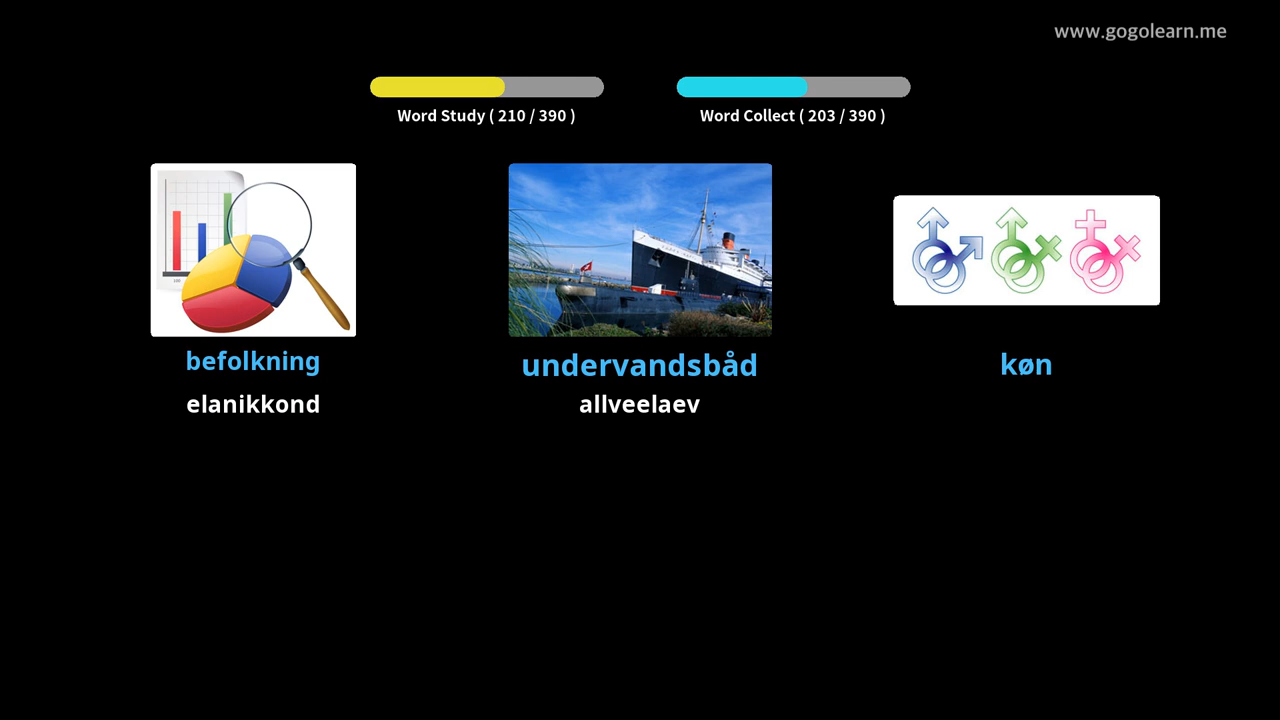 www.gogolearn.me
Word Study ( 210 / 390 )
Word Collect ( 203 / 390 )
befolkning
undervandsbåd
køn
elanikkond
allveelaev